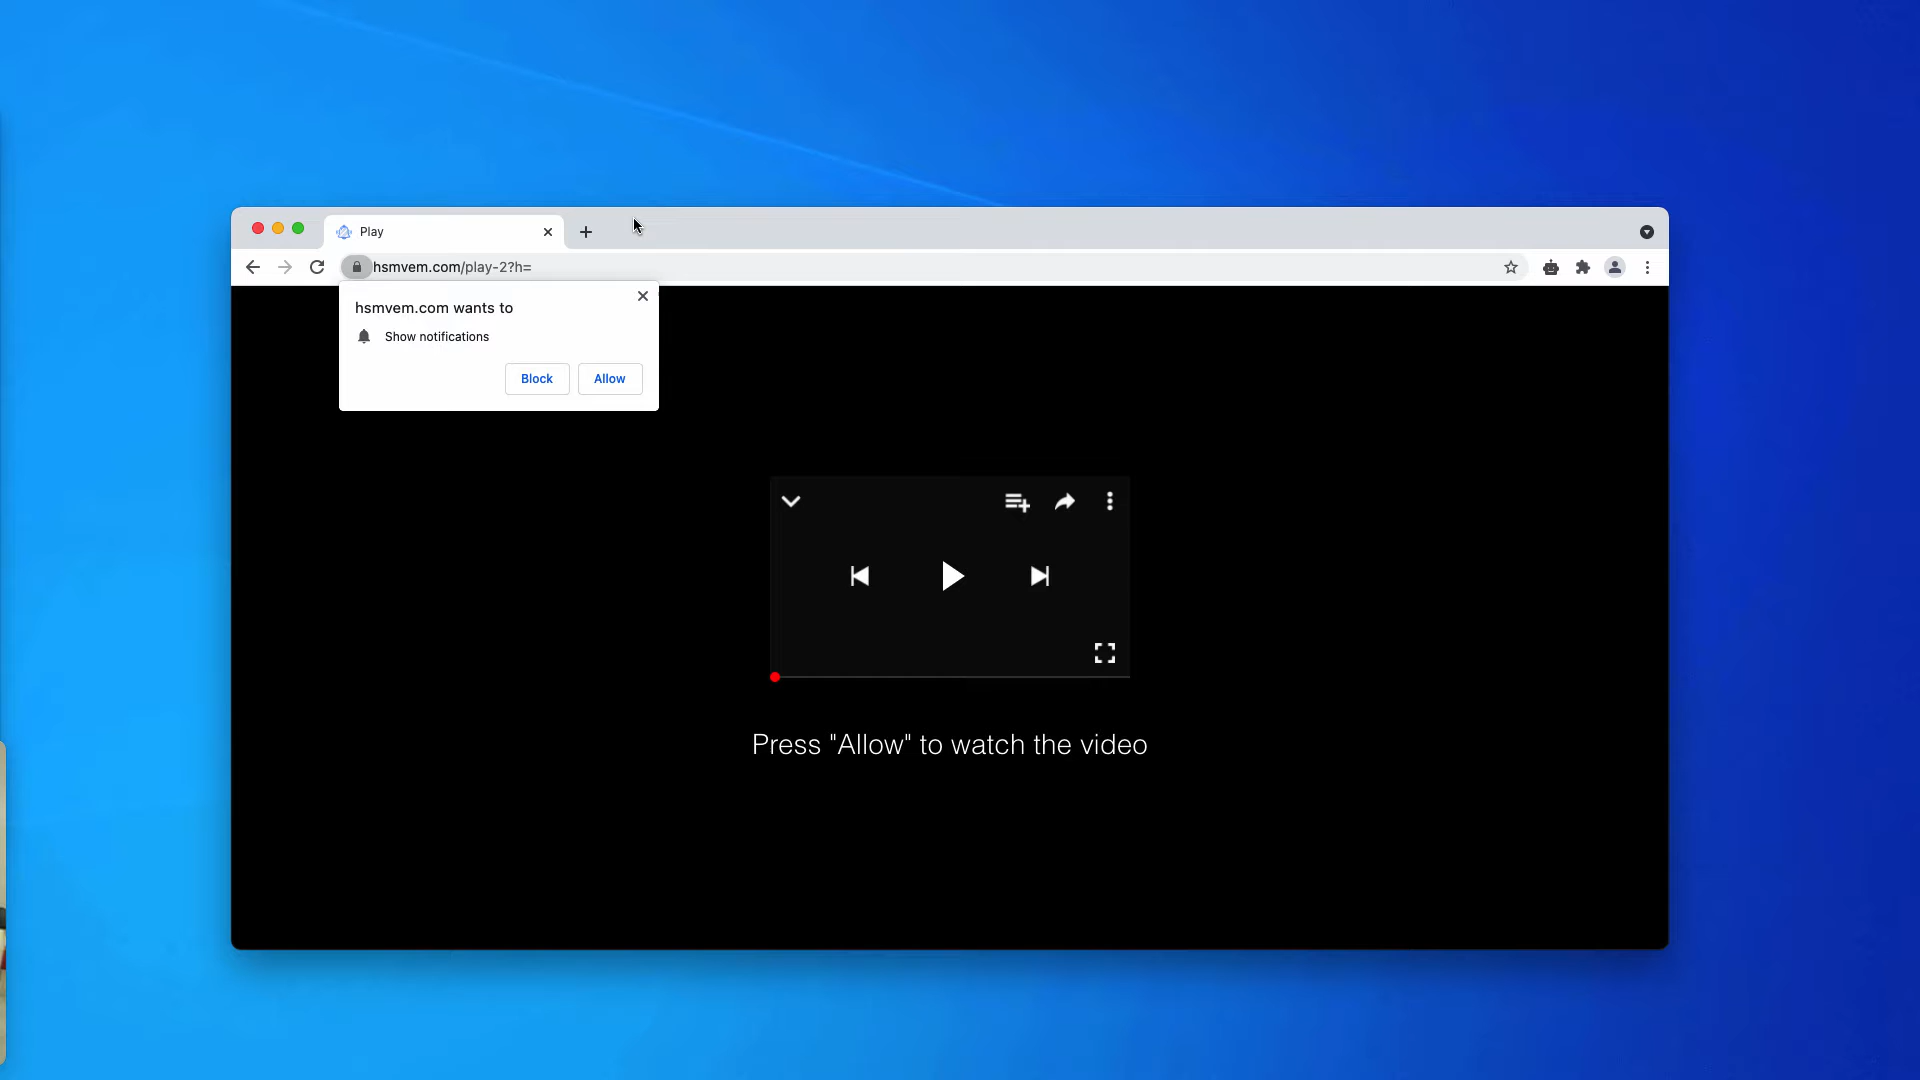 Play
hsmvem.com/play-2?h=
hsmvem.com wants to
Show notifications
Block
Allow
Press "Allow" to watch the video